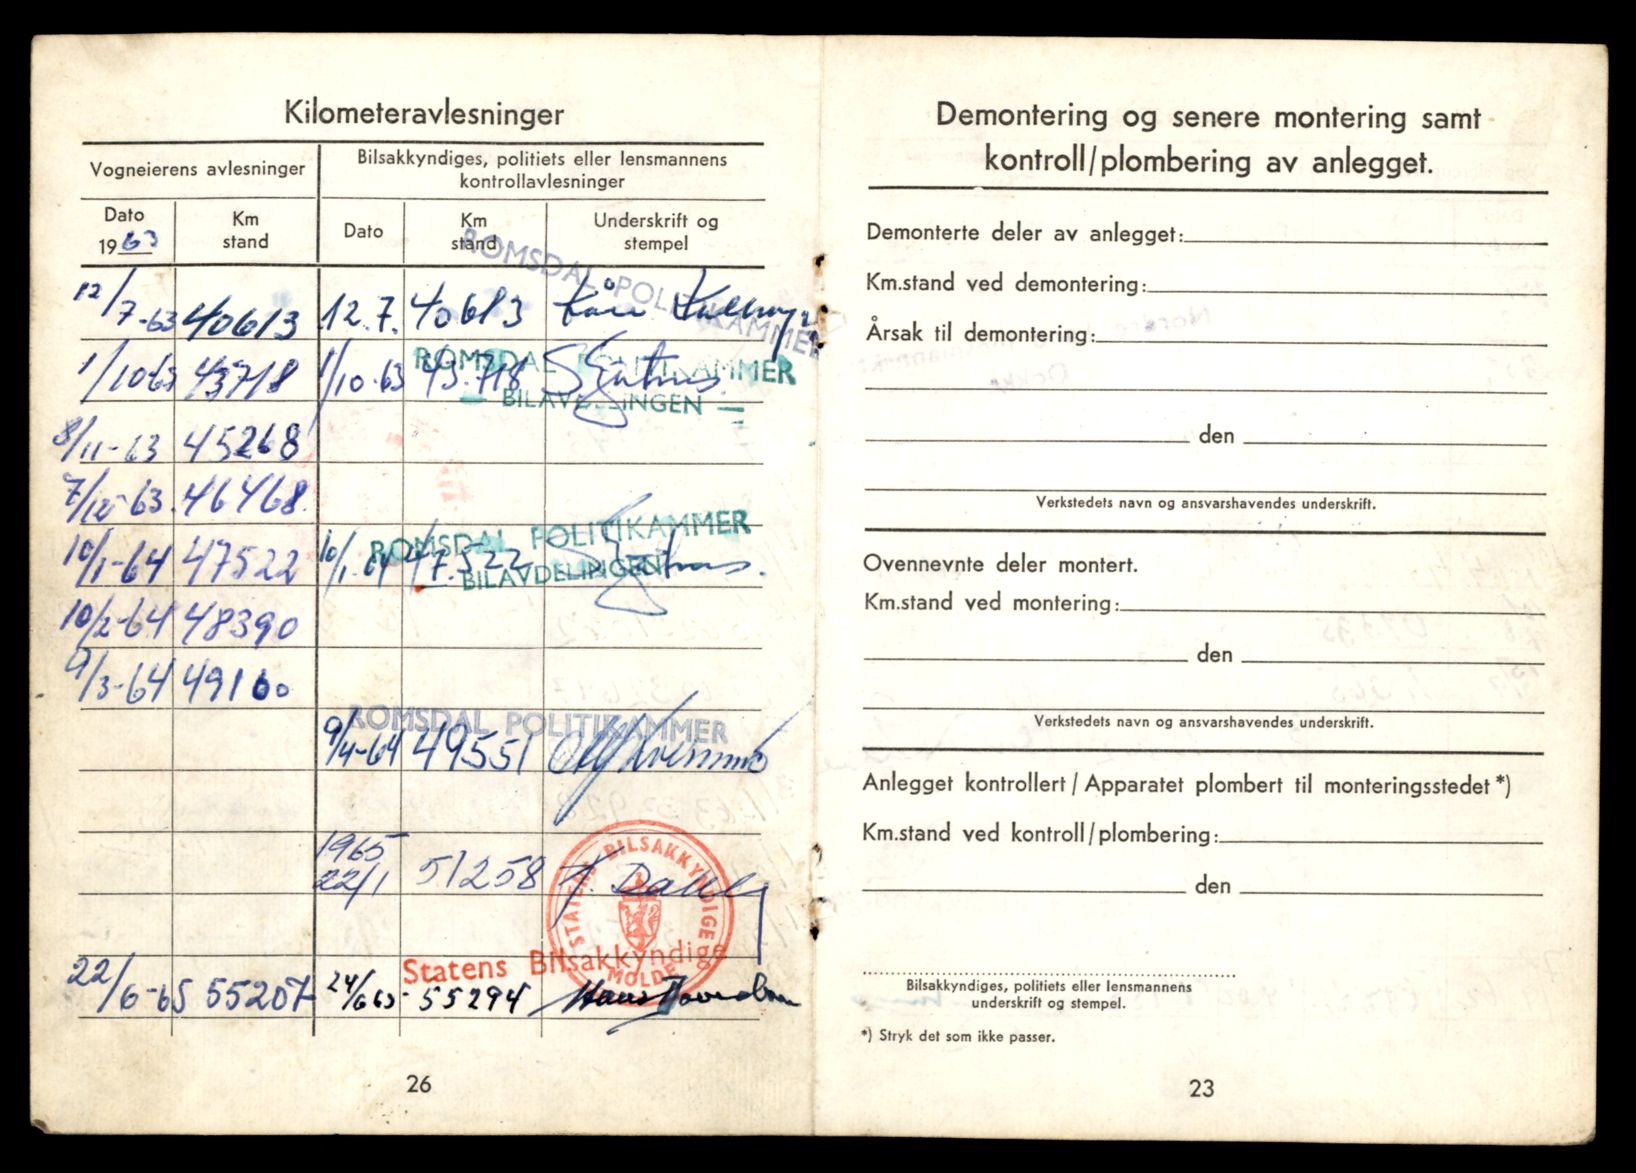 Kilometeravlesninger
Vogneierens avlesninger
Bilsakkyndiges, politiets eller lensmannens
kontrollavlesninger
Dato
1963
Km
stand
Dato
Km
stand
Underskrift og
stempel
ROMSDAL POLITIKAMMER
12/7-63 40613 12.7. 40613
ROMSDAL POLITIKAMMER
1/10 63 43718 1/10-63 43.718
BILAVDELINGEN
8/11-63 45268
7/12-63 46468
ROMSDAL POLITIKAMMER
10/1-64 47522 10/1-64 47.522
BILAVDELINGEN
10/2-64 48390
9/3-64 49160
ROMSDAL POLITIKAMMER
9/4-64 49551
1965
22/1 51258 Dahle
STATENS BILSAKKYNDIGE
MOLDE
Statens Bilsakkyndige
22/6-65 55207 24/6 65 55294 Hans
26
Demontering og senere montering samt
kontroll/plombering av anlegget.
Demonterte deler av anlegget:
Km.stand ved demontering:
Årsak til demontering:
den
Verkstedets navn og ansvarshavendes underskrift.
Ovennevnte deler montert.
Km.stand ved montering:
den
Verkstedets navn og ansvarshavendes underskrift.
Anlegget kontrollert / Apparatet plombert til monteringsstedet *)
Km.stand ved kontroll/plombering:
den
Bilsakkyndiges, politiets eller lensmannens
underskrift og stempel.
*) Stryk det som ikke passer.
23